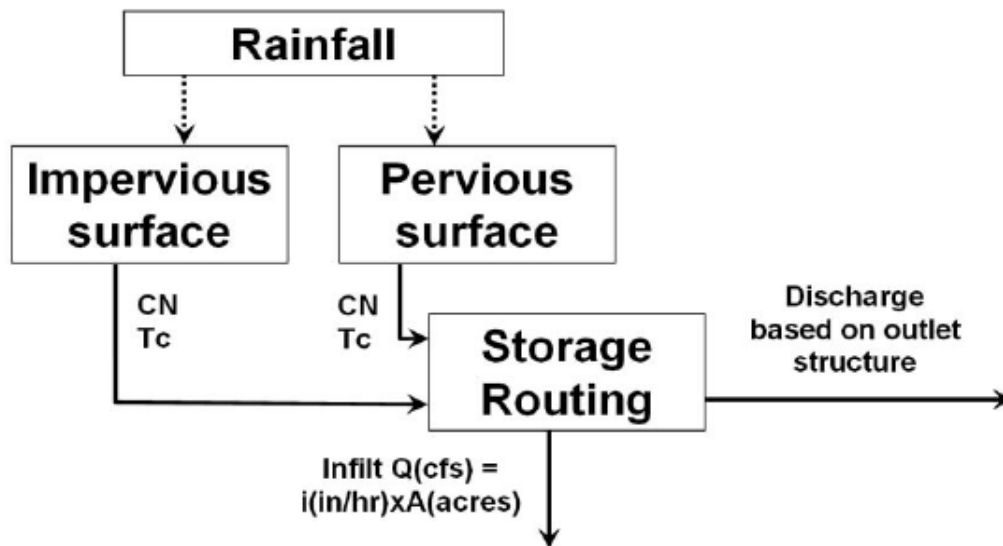 Rainfall
Impervious
surface
Pervious
surface
CN
Tc
CN
Tc
Storage
Routing
Discharge
based on outlet
structure
Infilt Q(cfs) =
i(in/hr)xA(acres)